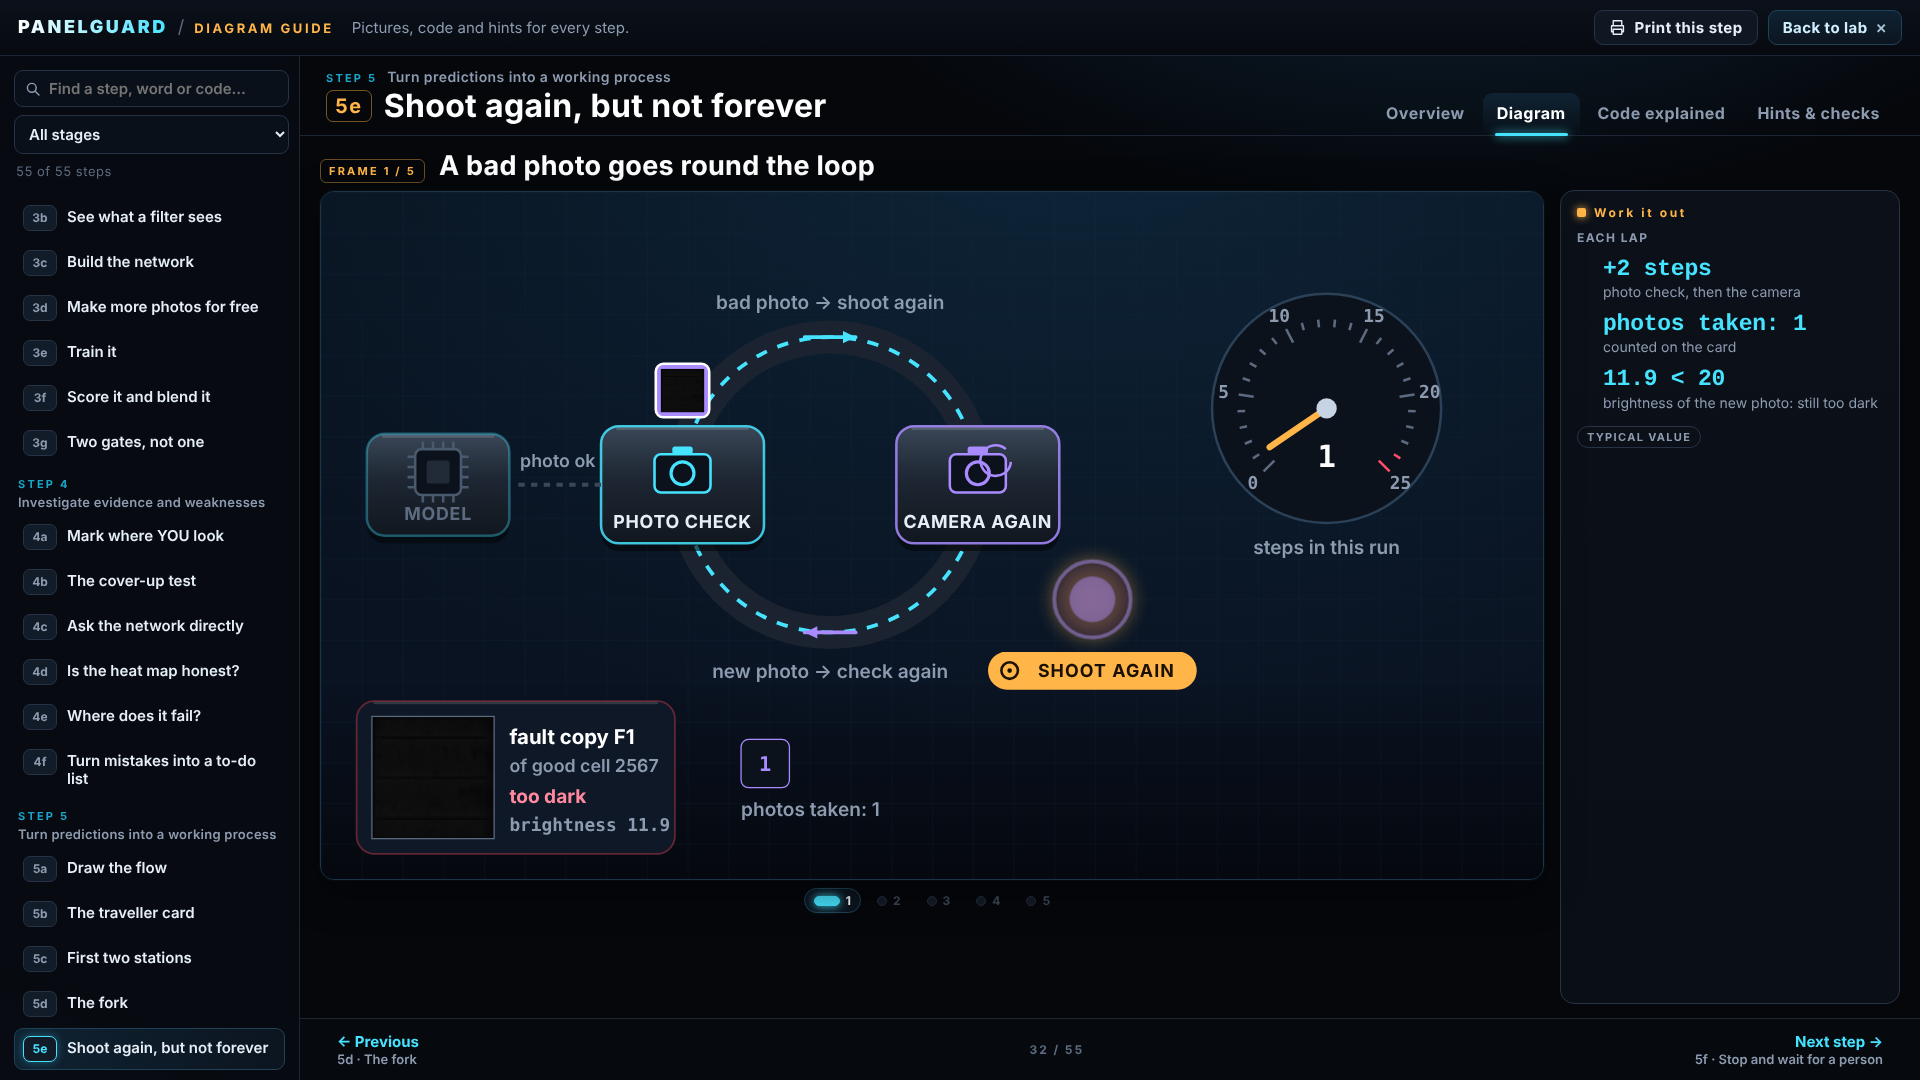 PANELGUARD / DIAGRAM GUIDE Pictures, code and hints for every step.
Print this step
Back to lab ×
Find a step, word or code...
All stages
55 of 55 steps
3b See what a filter sees
3c Build the network
3d Make more photos for free
3e Train it
3f Score it and blend it
3g Two gates, not one
STEP 4
Investigate evidence and weaknesses
4a Mark where YOU look
4b The cover-up test
4c Ask the network directly
4d Is the heat map honest?
4e Where does it fail?
4f Turn mistakes into a to-do
list
STEP 5
Turn predictions into a working process
5a Draw the flow
5b The traveller card
5c First two stations
5d The fork
5e Shoot again, but not forever
STEP 5 Turn predictions into a working process
5e Shoot again, but not forever
Overview
Diagram
Code explained
Hints & checks
FRAME 1 / 5 A bad photo goes round the loop
bad photo → shoot again
MODEL
photo ok
PHOTO CHECK
CAMERA AGAIN
new photo → check again
SHOOT AGAIN
0
5
10
15
20
25
1
steps in this run
fault copy F1
of good cell 2567
too dark
brightness 11.9
1
photos taken: 1
Work it out
EACH LAP
+2 steps
photo check, then the camera
photos taken: 1
counted on the card
11.9 < 20
brightness of the new photo: still too dark
TYPICAL VALUE
1 2 3 4 5
← Previous
5d · The fork
32 / 55
Next step →
5f · Stop and wait for a person